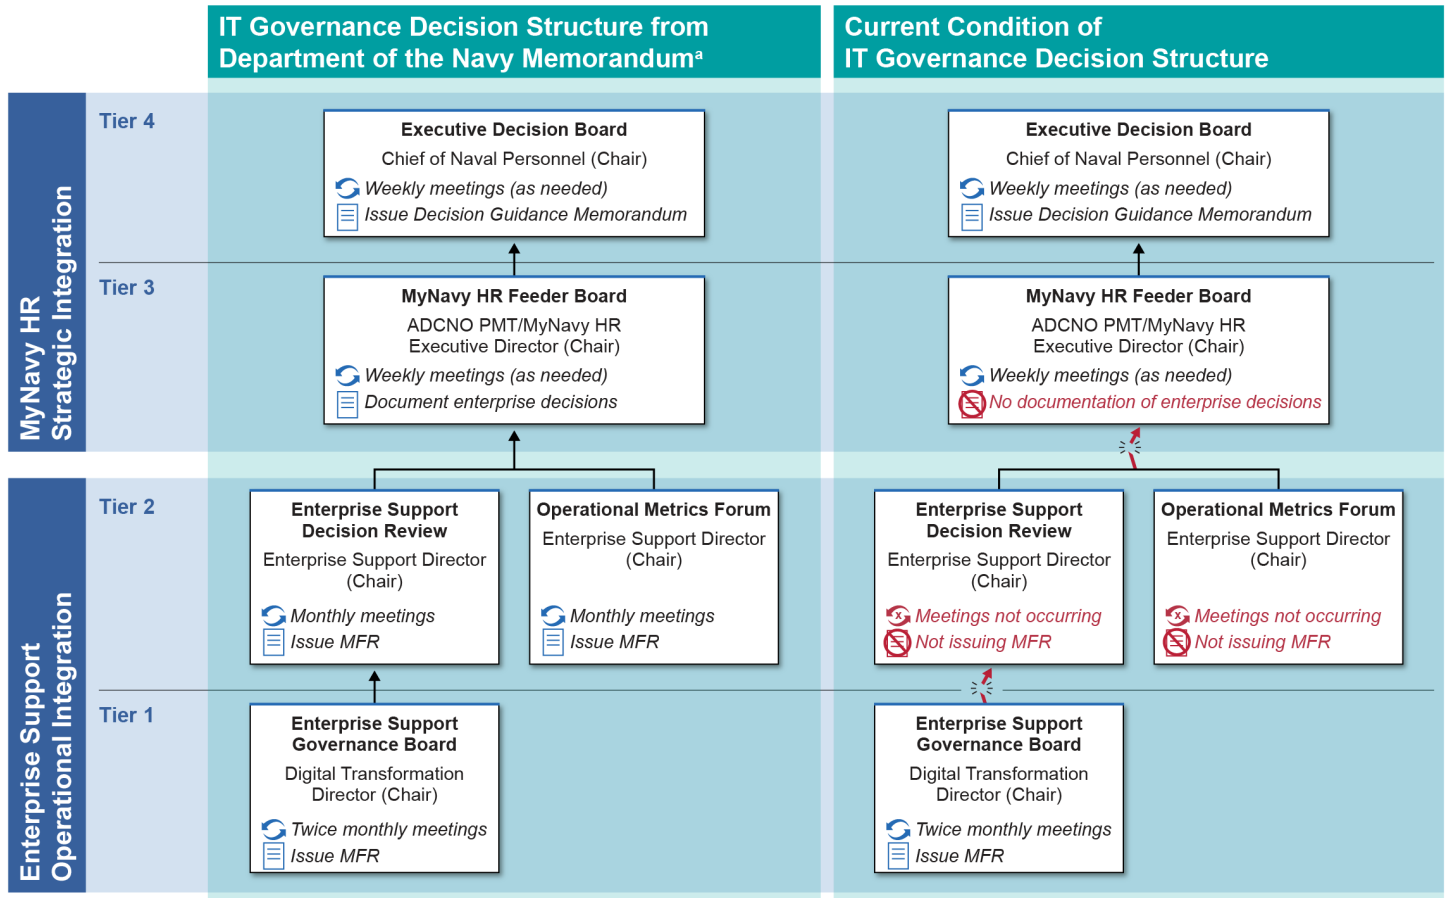 IT Governance Decision Structure from
Department of the Navy Memorandumª
Current Condition of
IT Governance Decision Structure
MyNavy HR
Strategic Integration
Tier 4
Executive Decision Board
Chief of Naval Personnel (Chair)
Weekly meetings (as needed)
Issue Decision Guidance Memorandum
Executive Decision Board
Chief of Naval Personnel (Chair)
Weekly meetings (as needed)
Issue Decision Guidance Memorandum
Tier 3
MyNavy HR Feeder Board
ADCNO PMT/MyNavy HR
Executive Director (Chair)
Weekly meetings (as needed)
Document enterprise decisions
MyNavy HR Feeder Board
ADCNO PMT/MyNavy HR
Executive Director (Chair)
Weekly meetings (as needed)
No documentation of enterprise decisions
Enterprise Support
Operational Integration
Tier 2
Enterprise Support
Decision Review
Enterprise Support Director
(Chair)
Monthly meetings
Issue MFR
Operational Metrics Forum
Enterprise Support Director
(Chair)
Monthly meetings
Issue MFR
Enterprise Support
Decision Review
Enterprise Support Director
(Chair)
x Meetings not occurring
Not issuing MFR
Operational Metrics Forum
Enterprise Support Director
(Chair)
x Meetings not occurring
Not issuing MFR
Tier 1
Enterprise Support
Governance Board
Digital Transformation
Director (Chair)
Twice monthly meetings
Issue MFR
Enterprise Support
Governance Board
Digital Transformation
Director (Chair)
Twice monthly meetings
Issue MFR